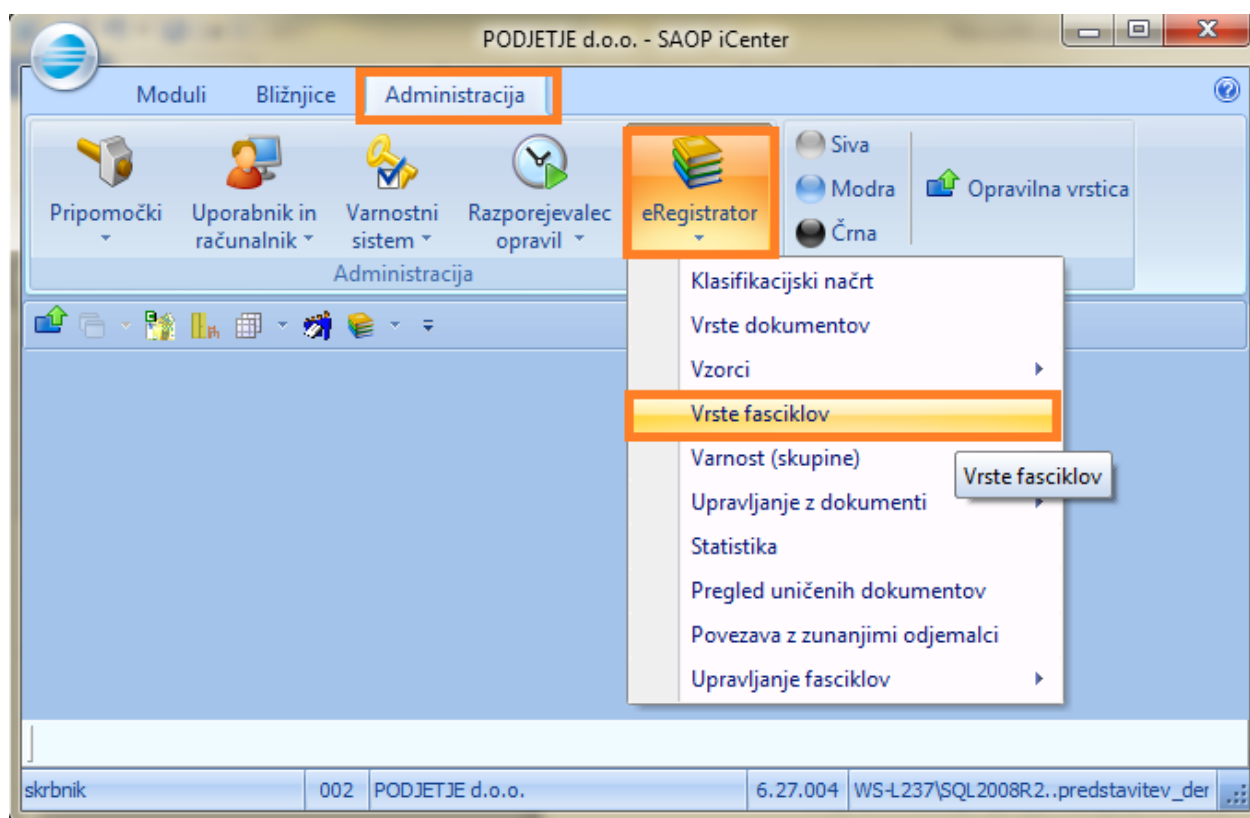 PODJETJE d.o.o. - SAOP iCenter
Moduli Bližnjice Administracija
Pripomočki
Uporabnik in
računalnik
Varnostni
sistem
Razporejevalec
opravil
eRegistrator
Siva
Modra
Črna
Opravilna vrstica
Administracija
Klasifikacijski načrt
Vrste dokumentov
Vzorci
Vrste fasciklov
Varnost (skupine)
Vrste fasciklov
Upravljanje z dokumenti
Statistika
Pregled uničenih dokumentov
Povezava z zunanjimi odjemalci
Upravljanje fasciklov
skrbnik 002 PODJETJE d.o.o. 6.27.004 WS-L237\SQL2008R2..predstavitev_der